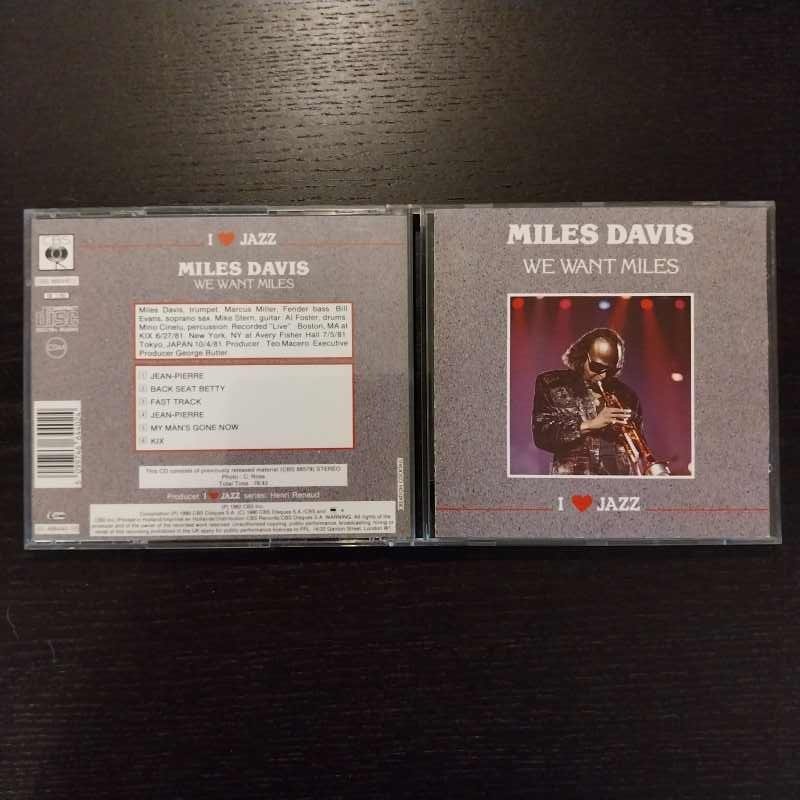 CBS
I ♥ JAZZ
MILES DAVIS
WE WANT MILES
Miles Davis, trumpet. Marcus Miller, Fender bass. Bill
Evans, soprano sax. Mike Stern, guitar. Al Foster, drums.
Mino Cinelu, percussion. Recorded "Live": Boston, MA at
KIX 6/27/81. New York, NY at Avery Fisher Hall 7/5/81.
Tokyo, JAPAN 10/4/81. Producer: Teo Macero. Executive
Producer George Butler.
1 JEAN-PIERRE
2 BACK SEAT BETTY
3 FAST TRACK
4 JEAN-PIERRE
5 MY MAN'S GONE NOW
6 KIX
This CD consists of previously released material (CBS 88579) STEREO
Photo: C. Rose
Total Time:
Producer I ♥ JAZZ series: Henri Renaud
(P) 1982 CBS Inc.
MILES DAVIS
WE WANT MILES
I ♥ JAZZ